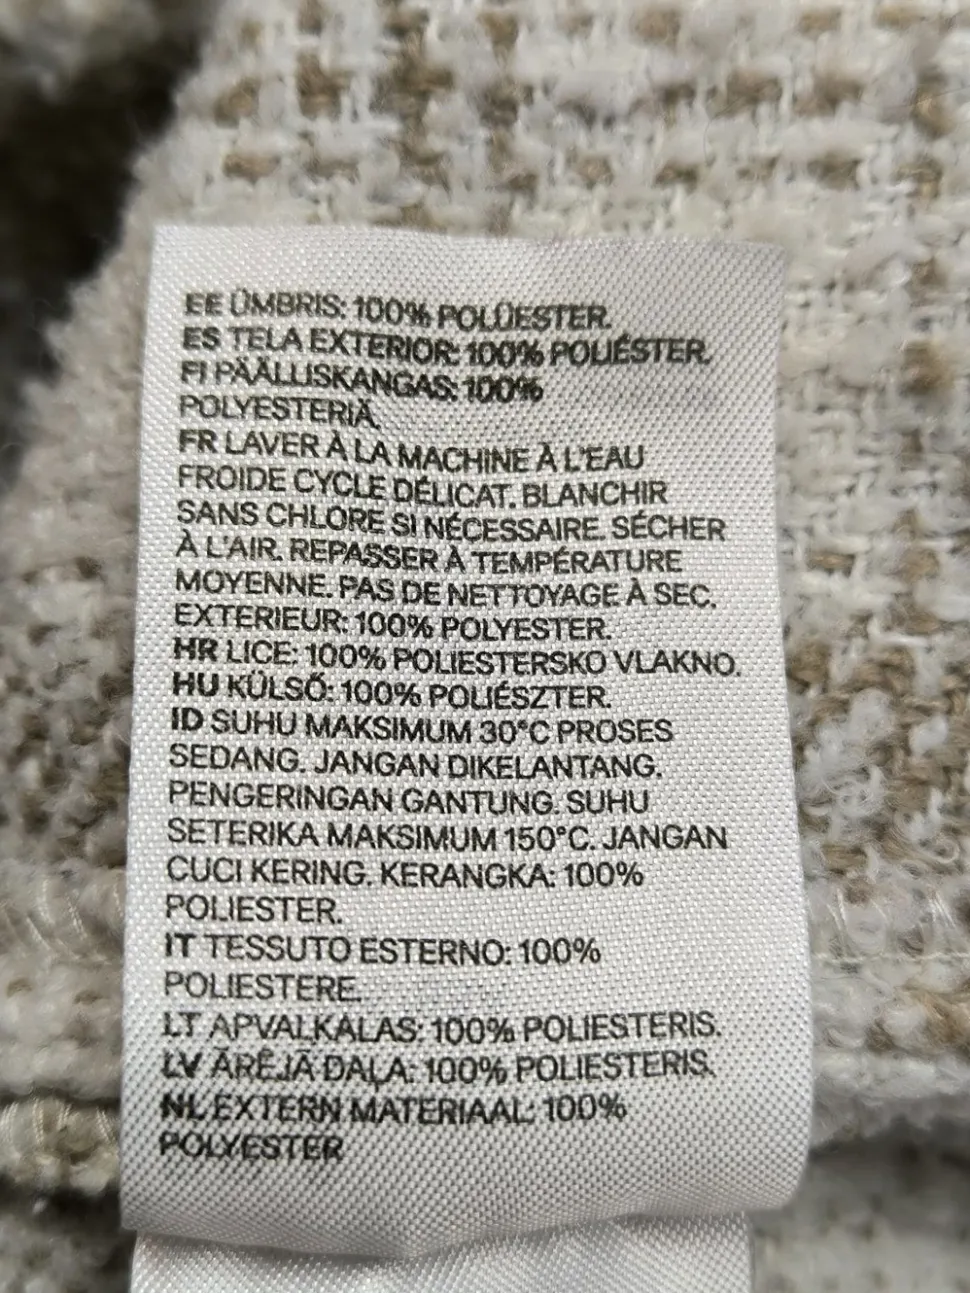 EE ÜMBRIS: 100% POLÜESTER.
ES TELA EXTERIOR: 100% POLIÉSTER.
FI PÄÄLLISKANGAS: 100%
POLYESTERIÄ.
FR LAVER À LA MACHINE À L'EAU
FROIDE CYCLE DÉLICAT. BLANCHIR
SANS CHLORE SI NÉCESSAIRE. SÉCHER
À L'AIR. REPASSER À TEMPÉRATURE
MOYENNE. PAS DE NETTOYAGE À SEC.
EXTERIEUR: 100% POLYESTER.
HR LICE: 100% POLIESTERSKO VLAKNO.
HU KÜLSŐ: 100% POLIÉSZTER.
ID SUHU MAKSIMUM 30°C PROSES
SEDANG. JANGAN DIKELANTANG.
PENGERINGAN GANTUNG. SUHU
SETERIKA MAKSIMUM 150°C. JANGAN
CUCI KERING. KERANGKA: 100%
POLIESTER.
IT TESSUTO ESTERNO: 100%
POLIESTERE.
LT APVALKALAS: 100% POLIESTERIS.
LV ĀRĒJĀ DAĻA: 100% POLIESTERIS.
NL EXTERN MATERIAAL: 100%
POLYESTER